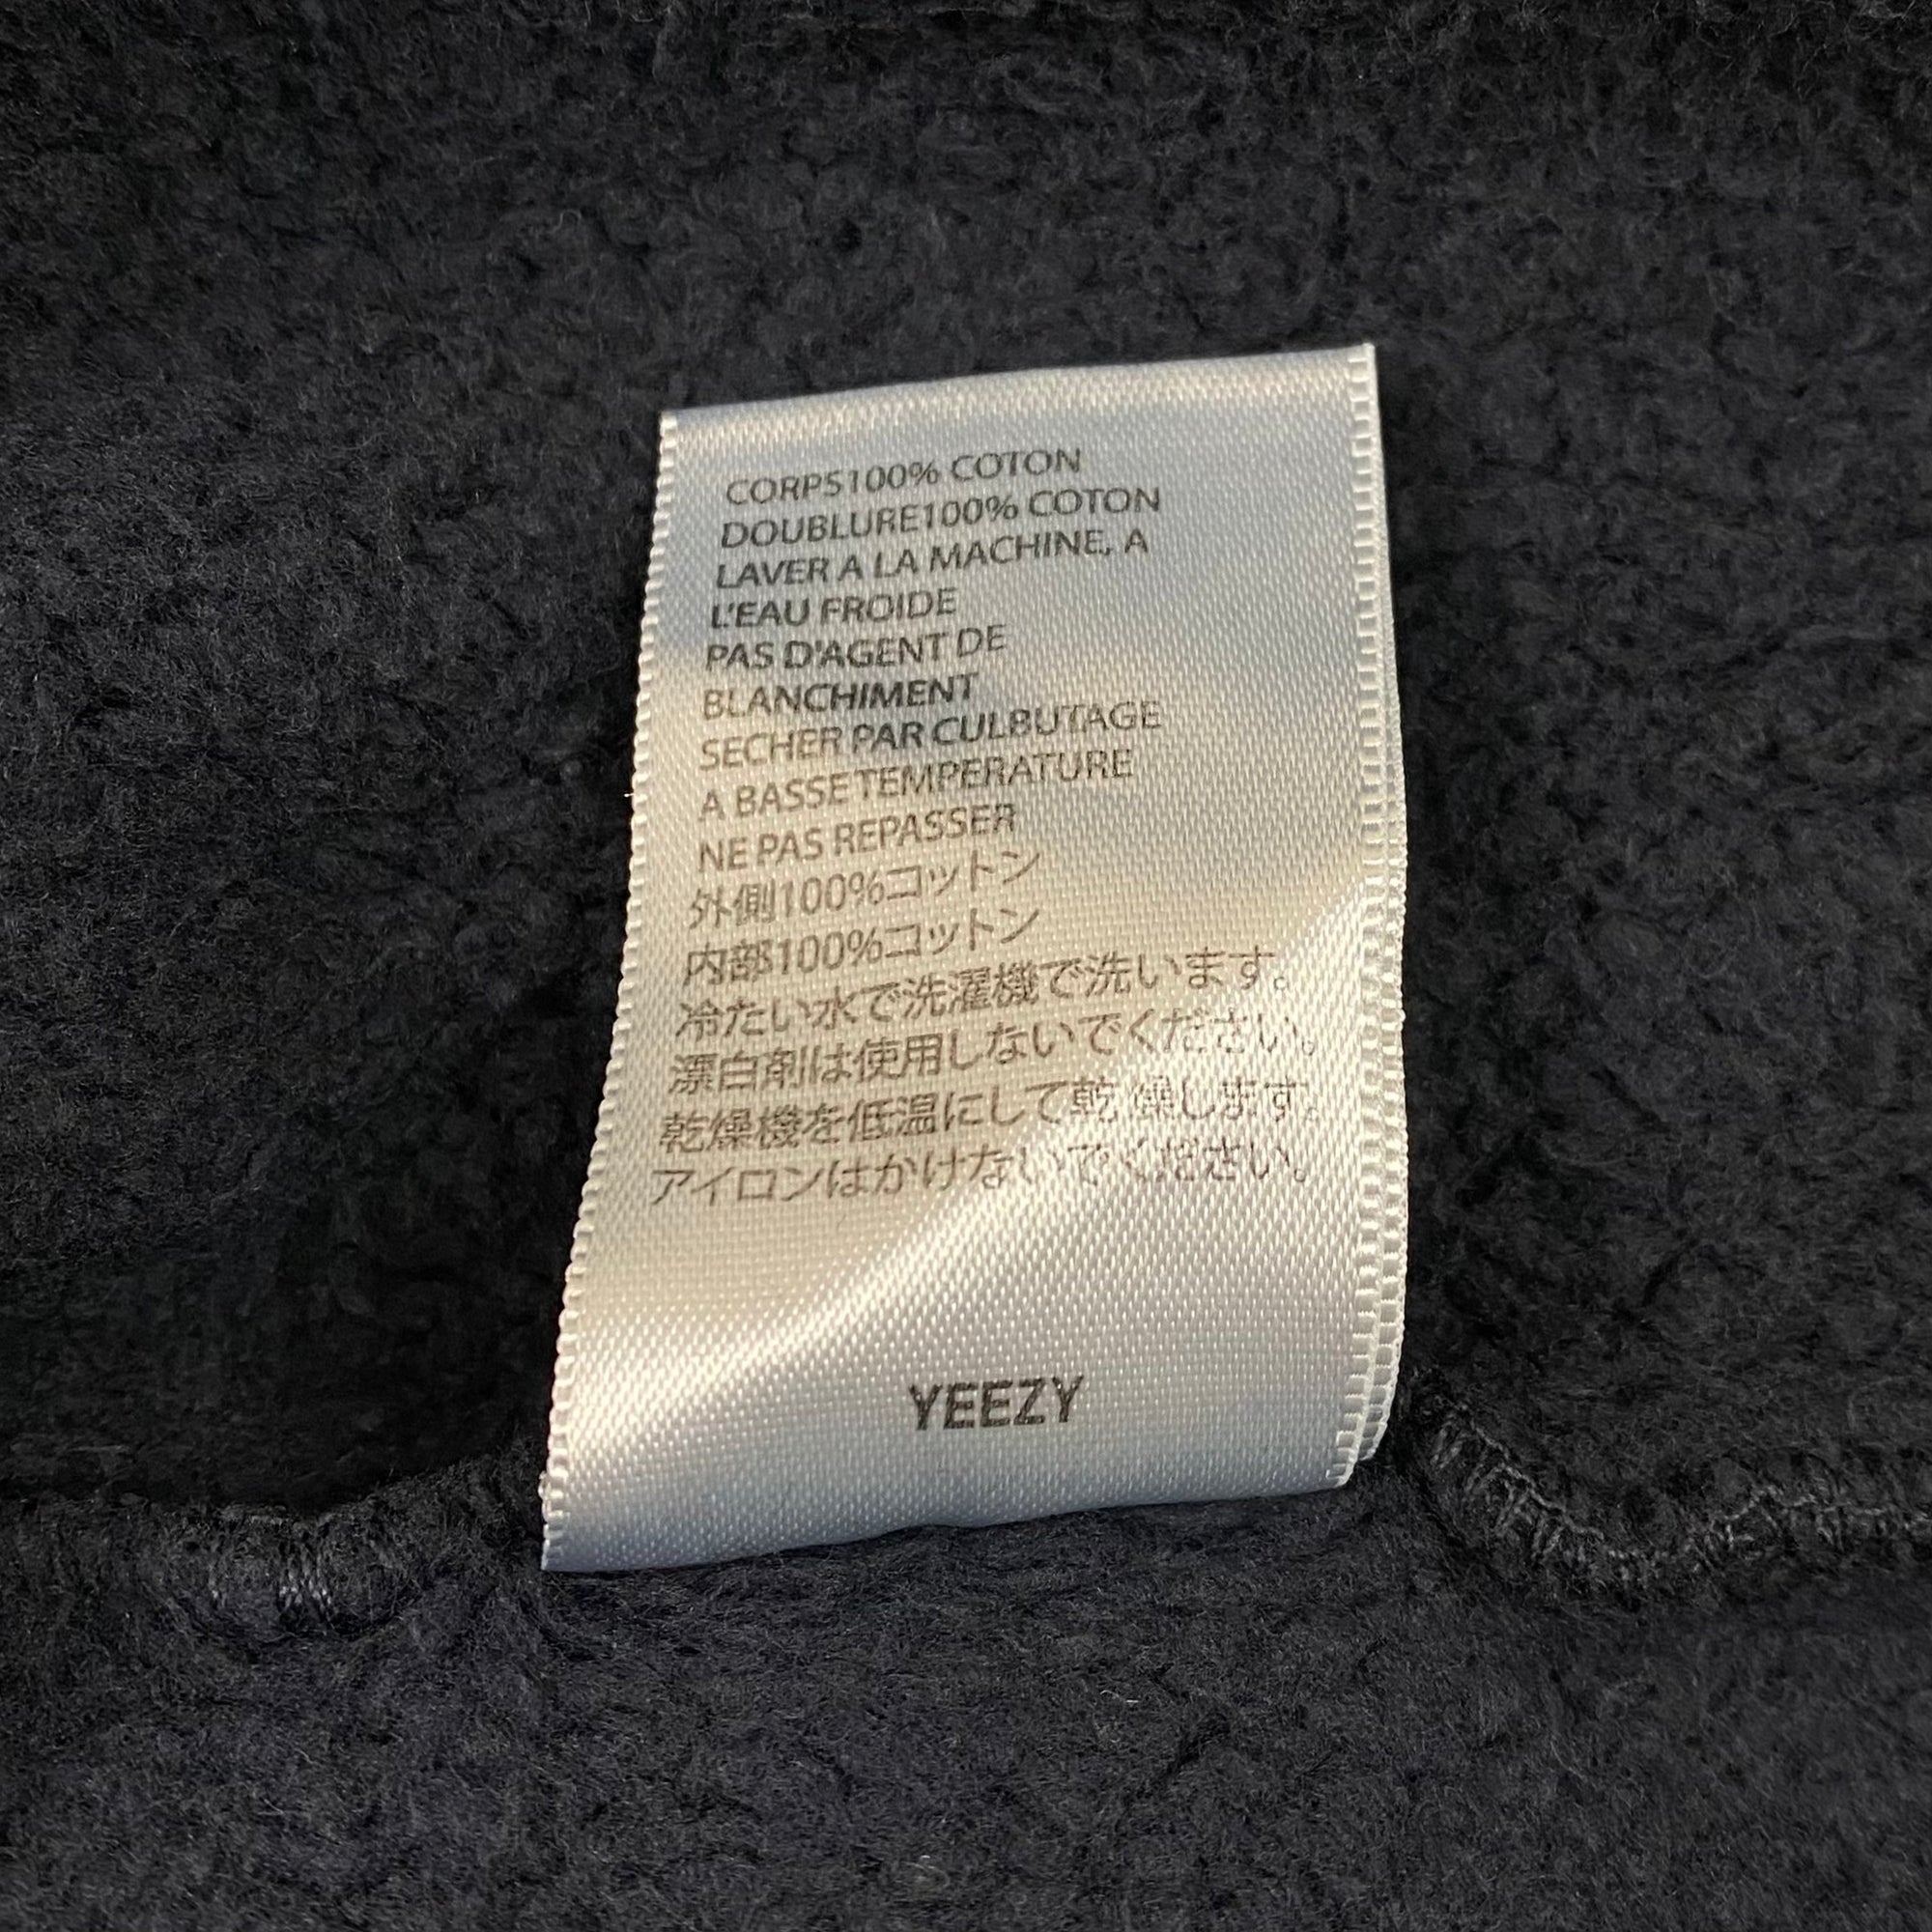 CORPS100% COTON
DOUBLURE100% COTON
LAVER A LA MACHINE, A
L'EAU FROIDE
PAS D'AGENT DE
BLANCHIMENT
SECHER PAR CULBUTAGE
A BASSE TEMPERATURE
NE PAS REPASSER
外側100%コットン
内部100%コットン
冷たい水で洗濯機で洗います。
漂白剤は使用しないでください。
乾燥機を低温にして乾燥します。
アイロンはかけないでください。
YEEZY